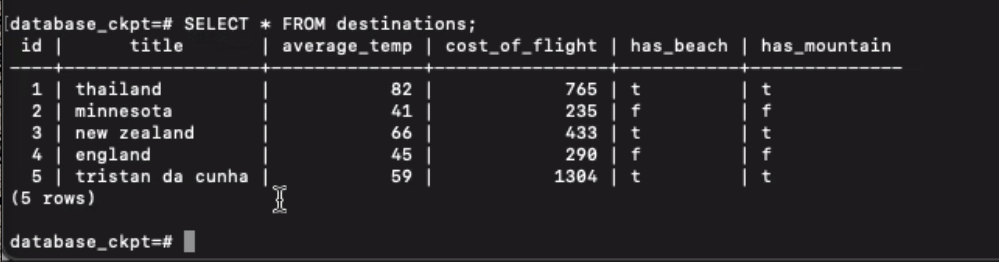 [database_ckpt=# SELECT * FROM destinations;
 id |      title       | average_temp | cost_of_flight | has_beach | has_mountain
----+------------------+--------------+----------------+-----------+--------------
  1 | thailand         |           82 |            765 | t         | t
  2 | minnesota        |           41 |            235 | f         | f
  3 | new zealand      |           66 |            433 | t         | t
  4 | england          |           45 |            290 | f         | f
  5 | tristan da cunha |           59 |           1304 | t         | t
(5 rows)
database_ckpt=#